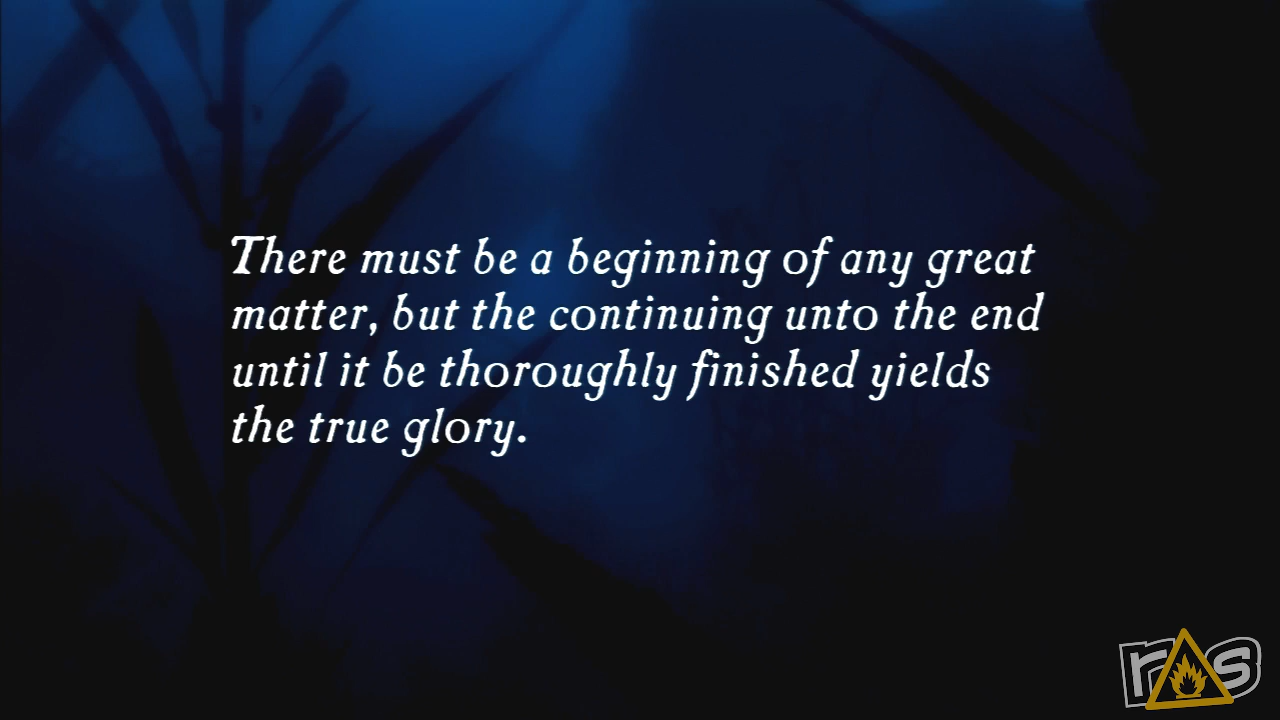 There must be a beginning of any great
matter, but the continuing unto the end
until it be thoroughly finished yields
the true glory.
ras